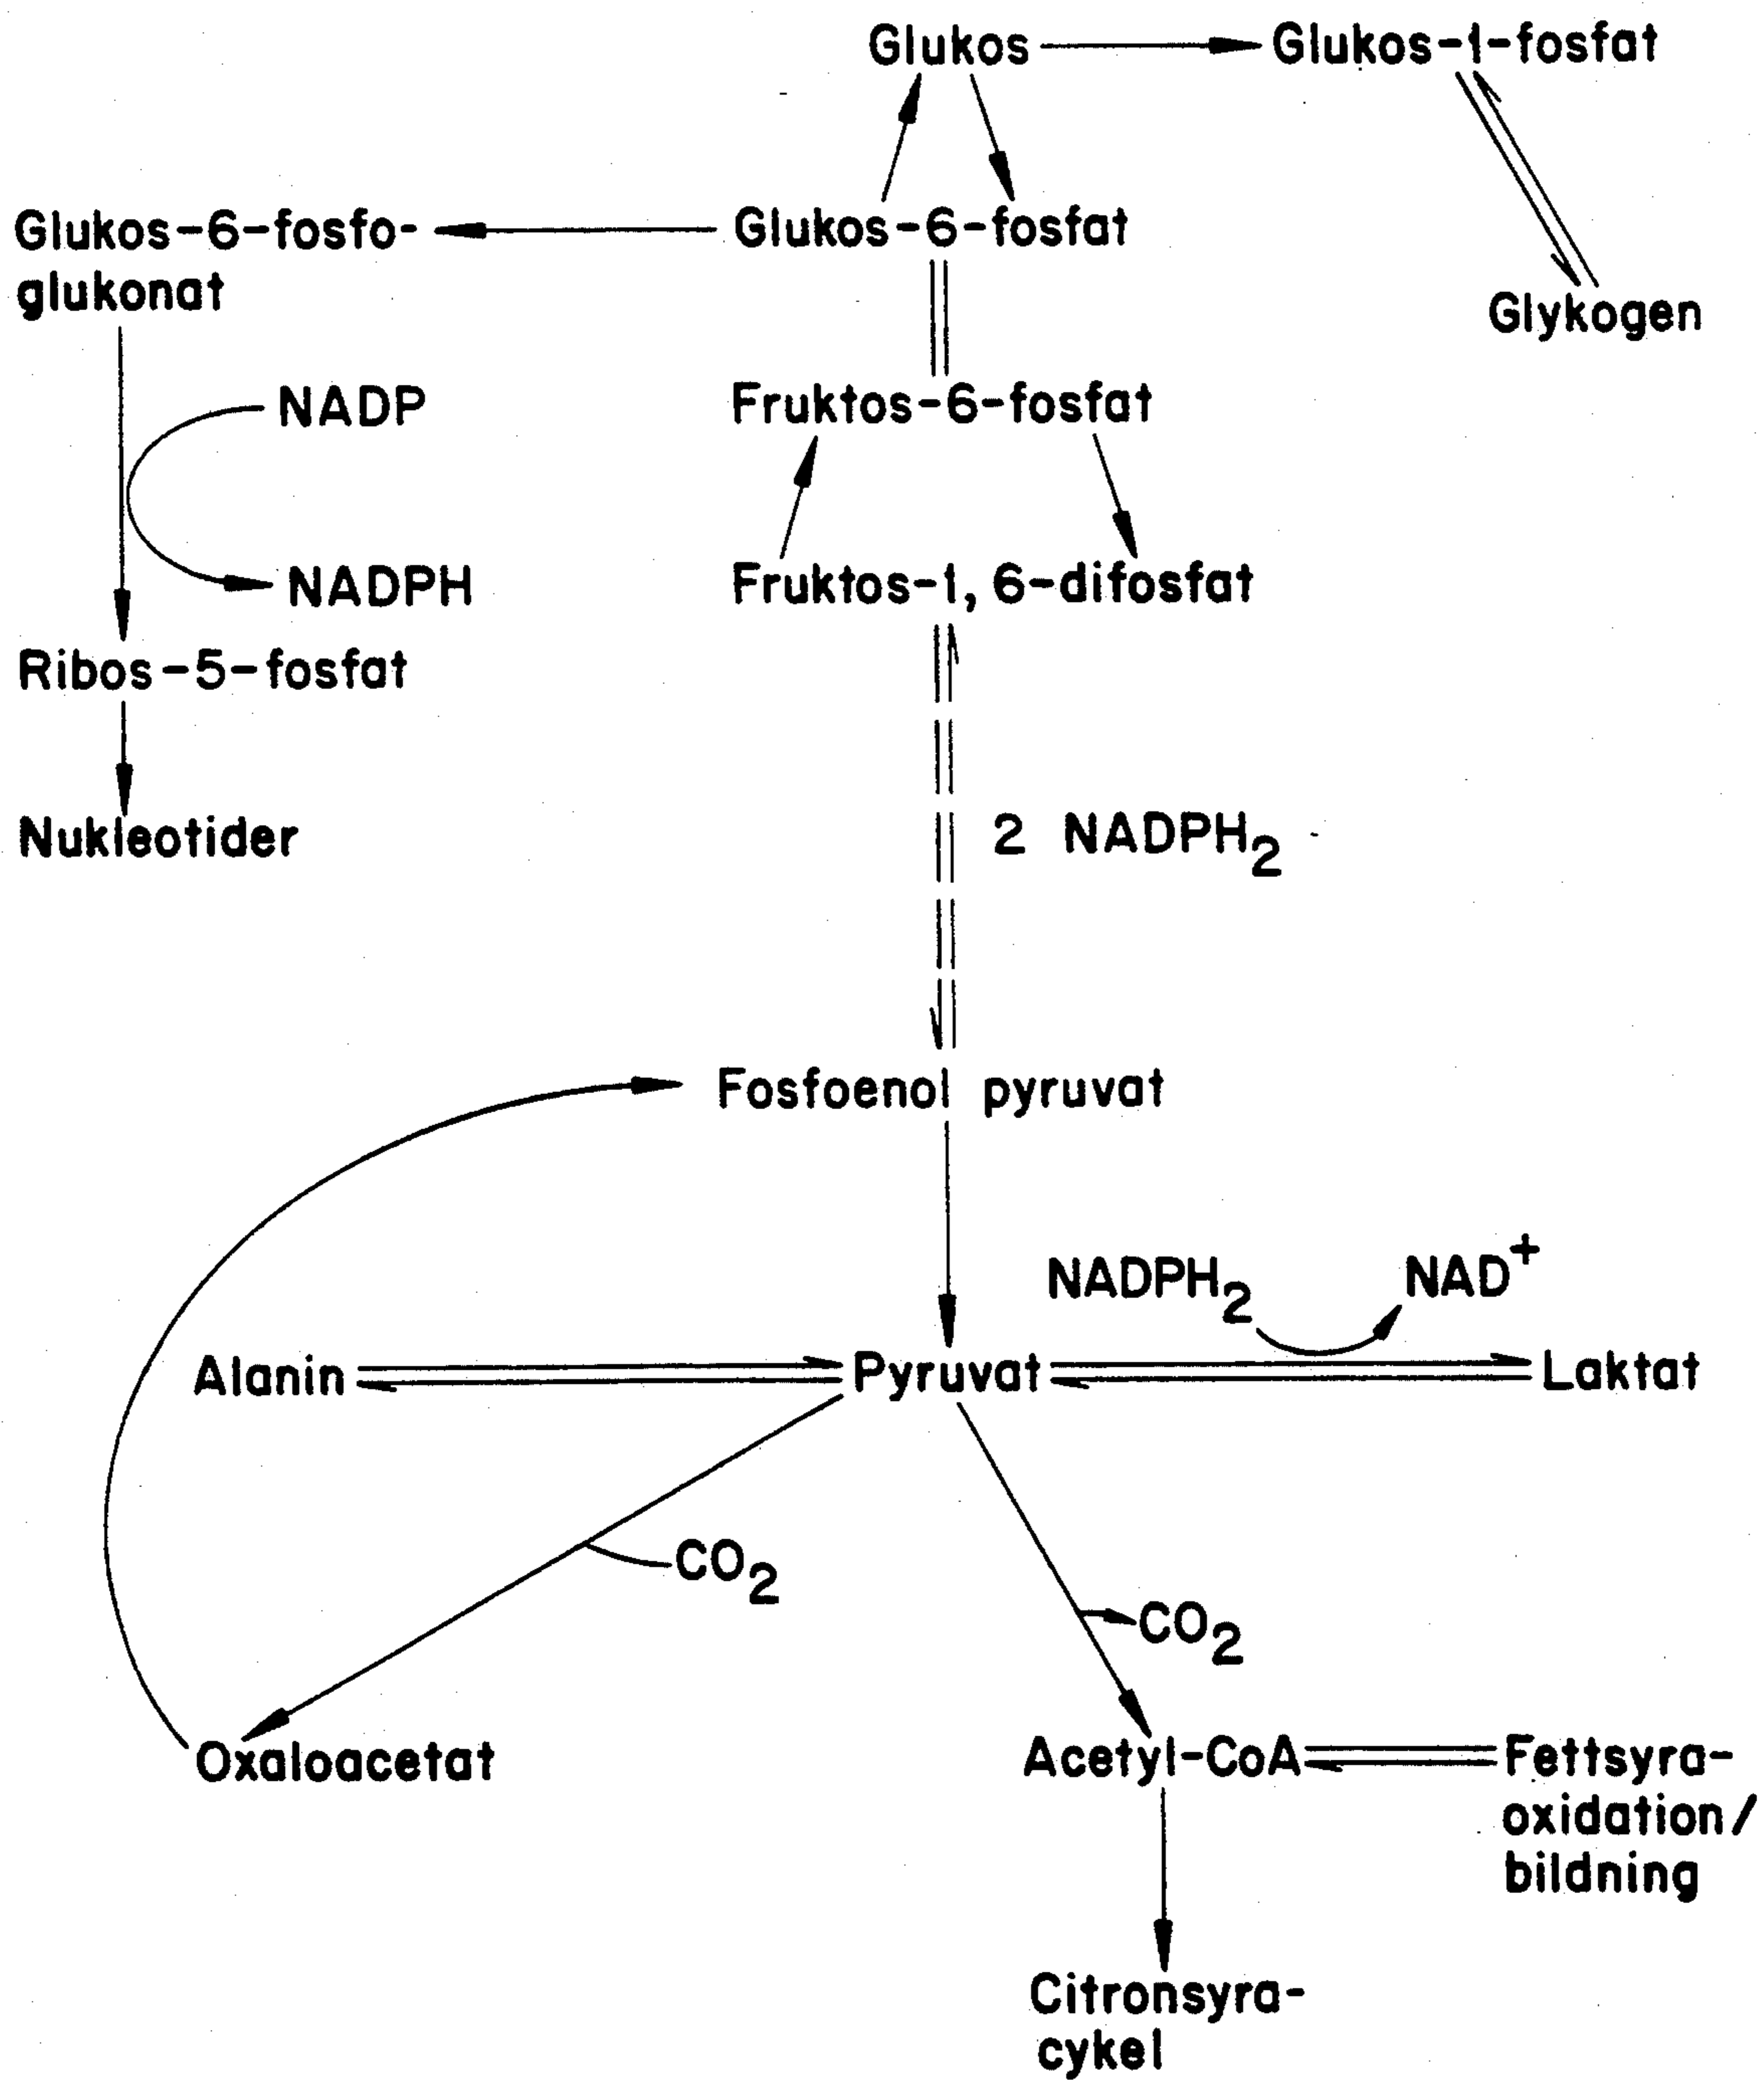 Glukos
Glukos-1-fosfat
Glukos-6-fosfo-
glukonat
Glukos-6-fosfat
Glykogen
NADP
Fruktos-6-fosfat
NADPH
Fruktos-1, 6-difosfat
Ribos-5-fosfat
Nukleotider
2 NADPH₂
Fosfoenol pyruvat
NADPH₂
NAD⁺
Alanin
Pyruvat
Laktat
CO₂
CO₂
Oxaloacetat
Acetyl-CoA
Fettsyra-
oxidation/
bildning
Citronsyra-
cykel